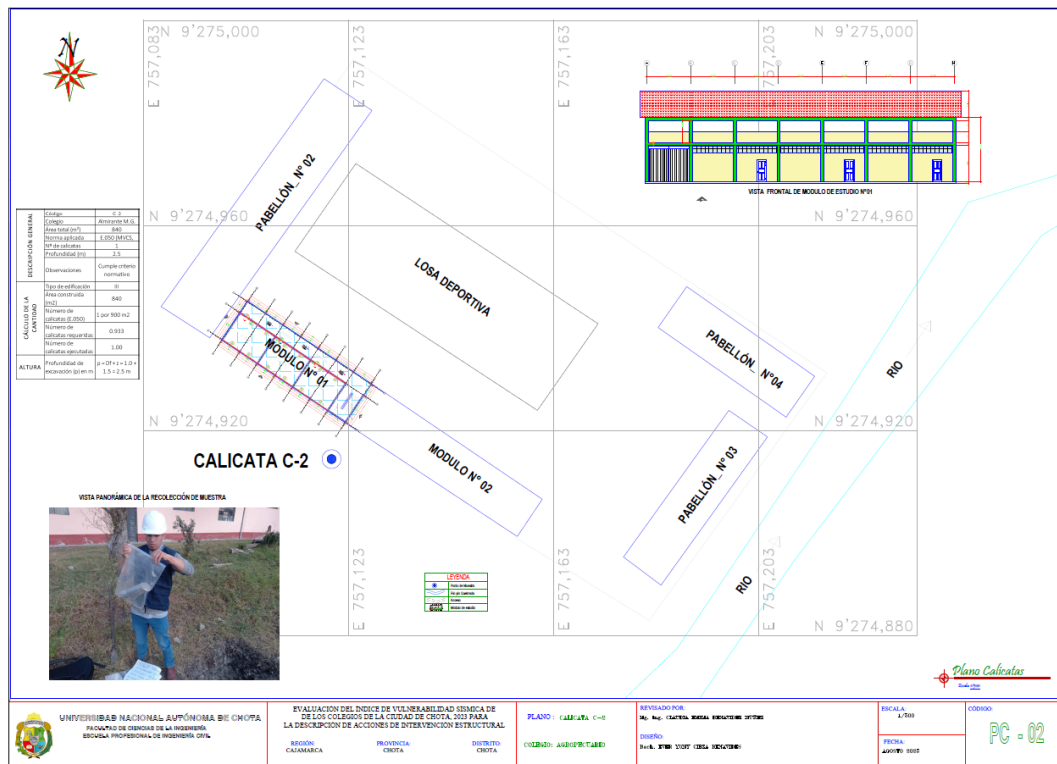 N
N 9'275,000
N 9'275,000
E 757,083
E 757,123
E 757,163
E 757,203
PABELLÓN_N° 02
LOSA DEPORTIVA
VISTA FRONTAL DE MODULO DE ESTUDIO N°01
N 9'274,960
N 9'274,960
DESCRIPCIÓN GENERAL
Código C-2
Colegio Almirante M.G.
Área total (m²) 840
Norma aplicada E.050 (MVCS,
N° de calicatas 1
Profundidad (m) 2.5
Observaciones Cumple criterio
normativo
CÁLCULO DE LA
CANTIDAD
Tipo de edificación III
Área construida
(m2) 840
Número de
calicatas (E.050) 1 por 900 m2
Número de
calicatas requeridas 0.933
Número de
calicatas ejecutadas 1.00
ALTURA
Profundidad de
excavación (p) en m
1.5 = 2.5 m
MÓDULO N° 01
PABELLÓN_ N°04
RIO
N 9'274,920
N 9'274,920
CALICATA C-2
MODULO N° 02
PABELLÓN_N° 03
VISTA PANORÁMICA DE LA RECOLECCIÓN DE MUESTRA
E 757,123
E 757,163
E 757,203
RIO
LEYENDA
N 9'274,880
Plano Calicatas
UNIVERSIDAD NACIONAL AUTÓNOMA DE CHOTA
FACULTAD DE CIENCIAS DE LA INGENIERÍA
ESCUELA PROFESIONAL DE INGENIERÍA CIVIL
EVALUACIÓN DEL ÍNDICE DE VULNERABILIDAD SÍSMICA DE
DE LOS COLEGIOS DE LA CIUDAD DE CHOTA, 2023 PARA
LA DESCRIPCIÓN DE ACCIONES DE INTERVENCIÓN ESTRUCTURAL
REGIÓN: PROVINCIA: DISTRITO:
CAJAMARCA CHOTA CHOTA
PLANO: CALICATA C-2
COLEGIO: AGROPECUARIO
REVISADO POR:
DISEÑO:
ESCALA:
1/500
FECHA:
CÓDIGO:
PC - 02